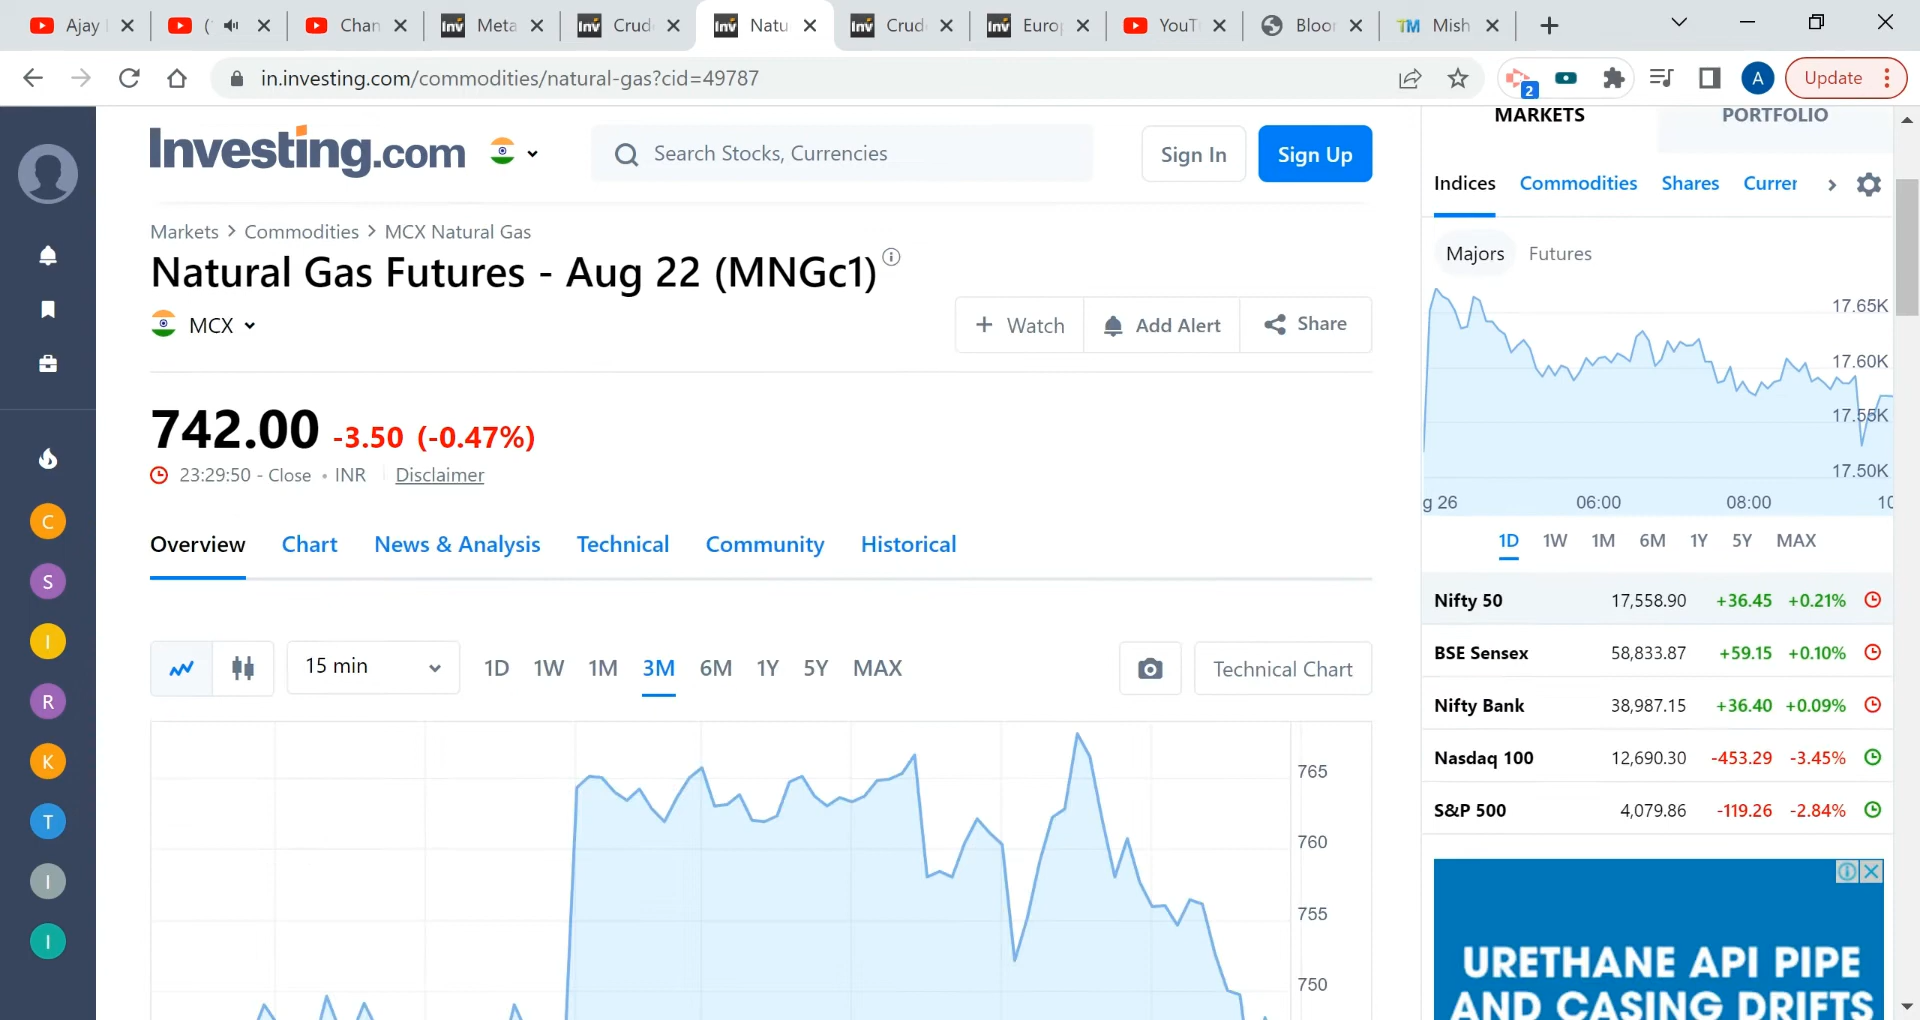 Ajay
(
Chan
Meta
Crud
Natu
Crud
Euro
YouT
Bloor
TM Mish
in.investing.com/commodities/natural-gas?cid=49787
2
A
Update
Investing.com
Search Stocks, Currencies
Sign In
Sign Up
Markets > Commodities > MCX Natural Gas
Natural Gas Futures - Aug 22 (MNGc1)
MCX
+ Watch
Add Alert
Share
742.00 -3.50 (-0.47%)
23:29:50 - Close • INR Disclaimer
Overview Chart News & Analysis Technical Community Historical
15 min
1D 1W 1M 3M 6M 1Y 5Y MAX
Technical Chart
765
760
755
750
C
S
I
R
K
T
I
I
MARKETS PORTFOLIO
Indices Commodities Shares Currer
Majors Futures
17.65K
17.60K
17.55K
17.50K
g 26 06:00 08:00 10
1D 1W 1M 6M 1Y 5Y MAX
Nifty 50 17,558.90 +36.45 +0.21%
BSE Sensex 58,833.87 +59.15 +0.10%
Nifty Bank 38,987.15 +36.40 +0.09%
Nasdaq 100 12,690.30 -453.29 -3.45%
S&P 500 4,079.86 -119.26 -2.84%
URETHANE API PIPE
AND CASING DRIFTS